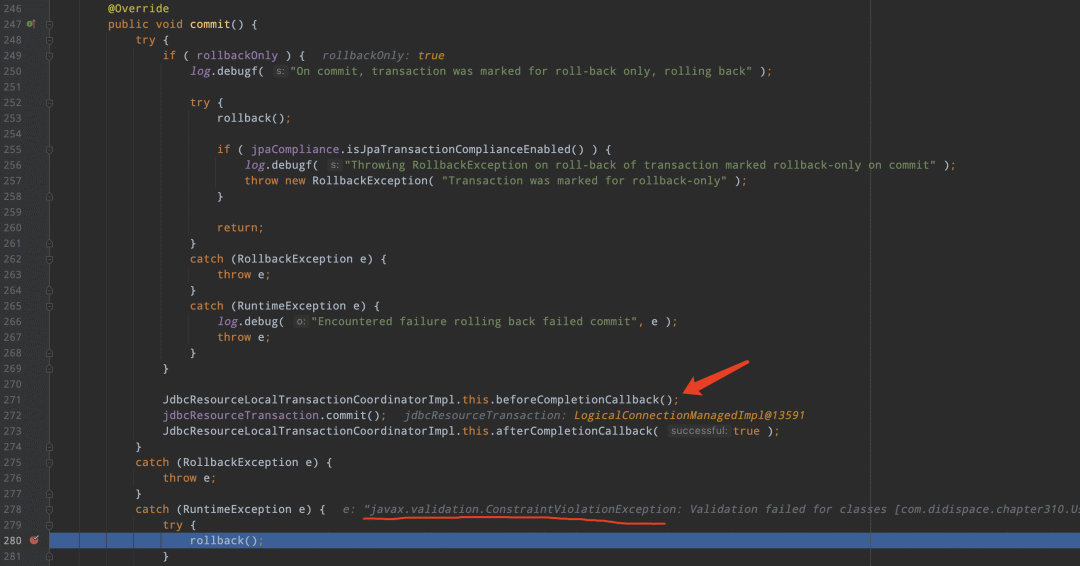 246 @Override
247 public void commit() {
248 try {
249 if ( rollbackOnly ) { rollbackOnly: true
250 log.debugf( s: "On commit, transaction was marked for roll-back only, rolling back" );
251
252 try {
253 rollback();
254
255 if ( jpaCompliance.isJpaTransactionComplianceEnabled() ) {
256 log.debugf( s: "Throwing RollbackException on roll-back of transaction marked rollback-only on commit" );
257 throw new RollbackException( "Transaction was marked for rollback-only" );
258 }
259
260 return;
261 }
262 catch (RollbackException e) {
263 throw e;
264 }
265 catch (RuntimeException e) {
266 log.debug( o: "Encountered failure rolling back failed commit", e );
267 throw e;
268 }
269 }
270
271 JdbcResourceLocalTransactionCoordinatorImpl.this.beforeCompletionCallback();
272 jdbcResourceTransaction.commit(); jdbcResourceTransaction: LogicalConnectionManagedImpl@13591
273 JdbcResourceLocalTransactionCoordinatorImpl.this.afterCompletionCallback( successful: true );
274 }
275 catch (RollbackException e) {
276 throw e;
277 }
278 catch (RuntimeException e) { e: "javax.validation.ConstraintViolationException: Validation failed for classes [com.didispace.chapter310.Us
279 try {
280 rollback();
281 }